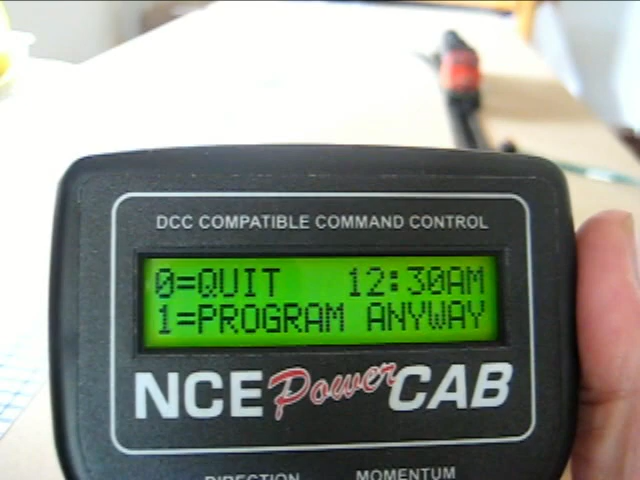 DCC COMPATIBLE COMMAND CONTROL
0=QUIT 12:30AM
1=PROGRAM ANYWAY
NCE Power CAB
DIRECTION MOMENTUM